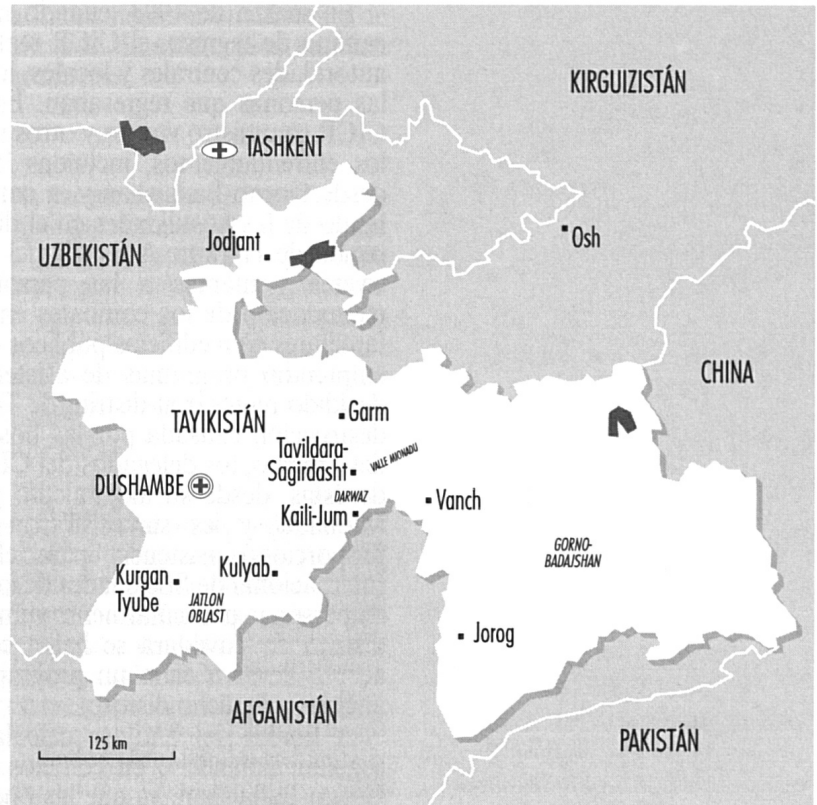 KIRGUIZISTÁN
TASHKENT
UZBEKISTÁN
Jodjant
Osh
CHINA
TAYIKISTÁN
Garm
Tavildara-
Sagirdasht
VALLE MIONADU
DUSHAMBE
DARWAZ
Kaili-Jum
Vanch
GORNO-
BADAJSHAN
Kurgan
Tyube
Kulyab
JATLON
OBLAST
Jorog
AFGANISTÁN
PAKISTÁN
125 km